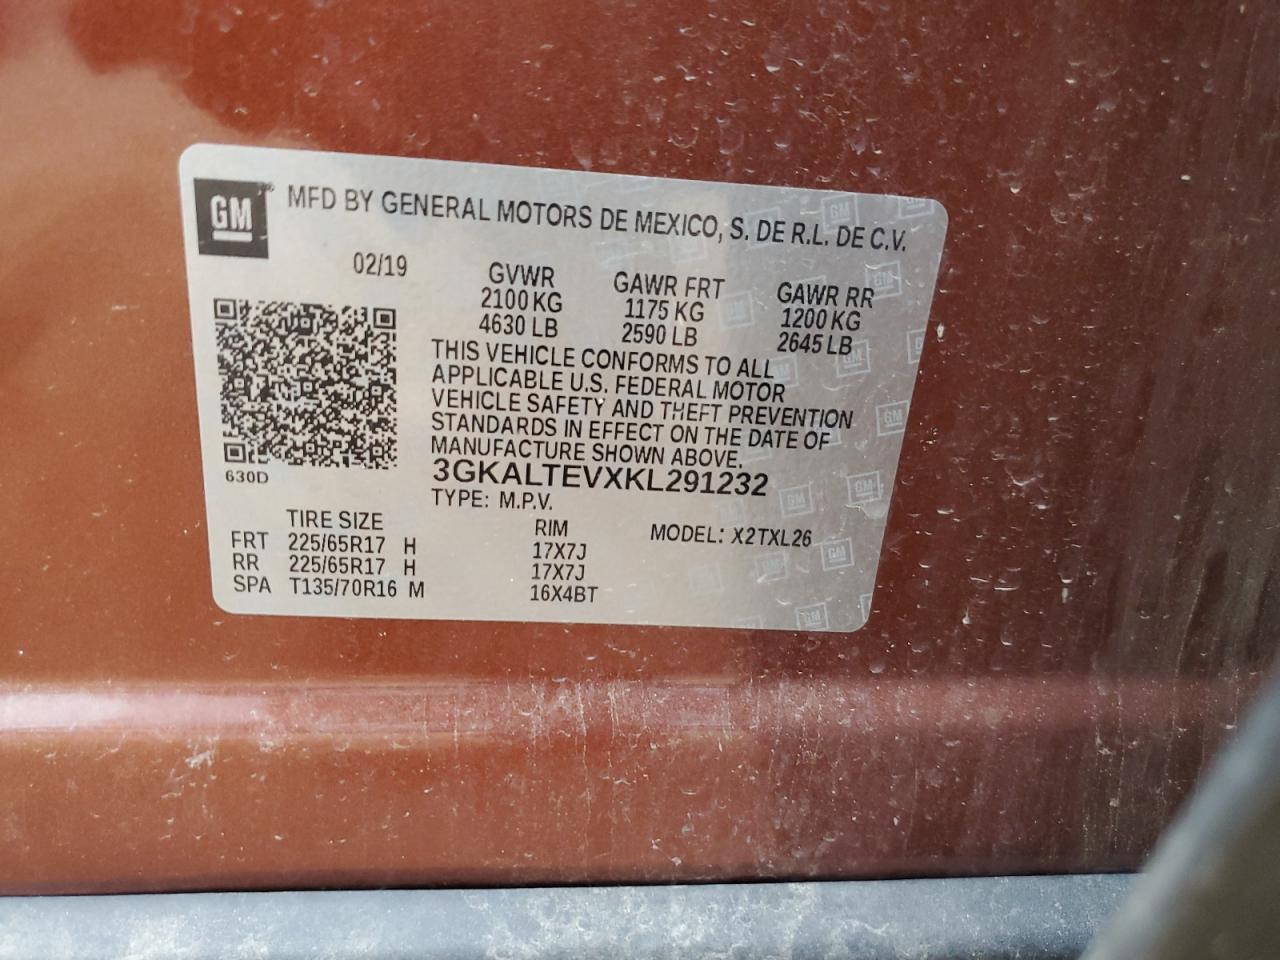 GM MFD BY GENERAL MOTORS DE MEXICO, S. DE R.L. DE C.V.
02/19
GVWR
2100 KG
4630 LB
GAWR FRT
1175 KG
2590 LB
GAWR RR
1200 KG
2645 LB
THIS VEHICLE CONFORMS TO ALL
APPLICABLE U.S. FEDERAL MOTOR
VEHICLE SAFETY AND THEFT PREVENTION
STANDARDS IN EFFECT ON THE DATE OF
MANUFACTURE SHOWN ABOVE.
630D
3GKALTEVXKL291232
TYPE: M.P.V.
TIRE SIZE RIM MODEL: X2TXL26
FRT 225/65R17 H 17X7J
RR 225/65R17 H 17X7J
SPA T135/70R16 M 16X4BT